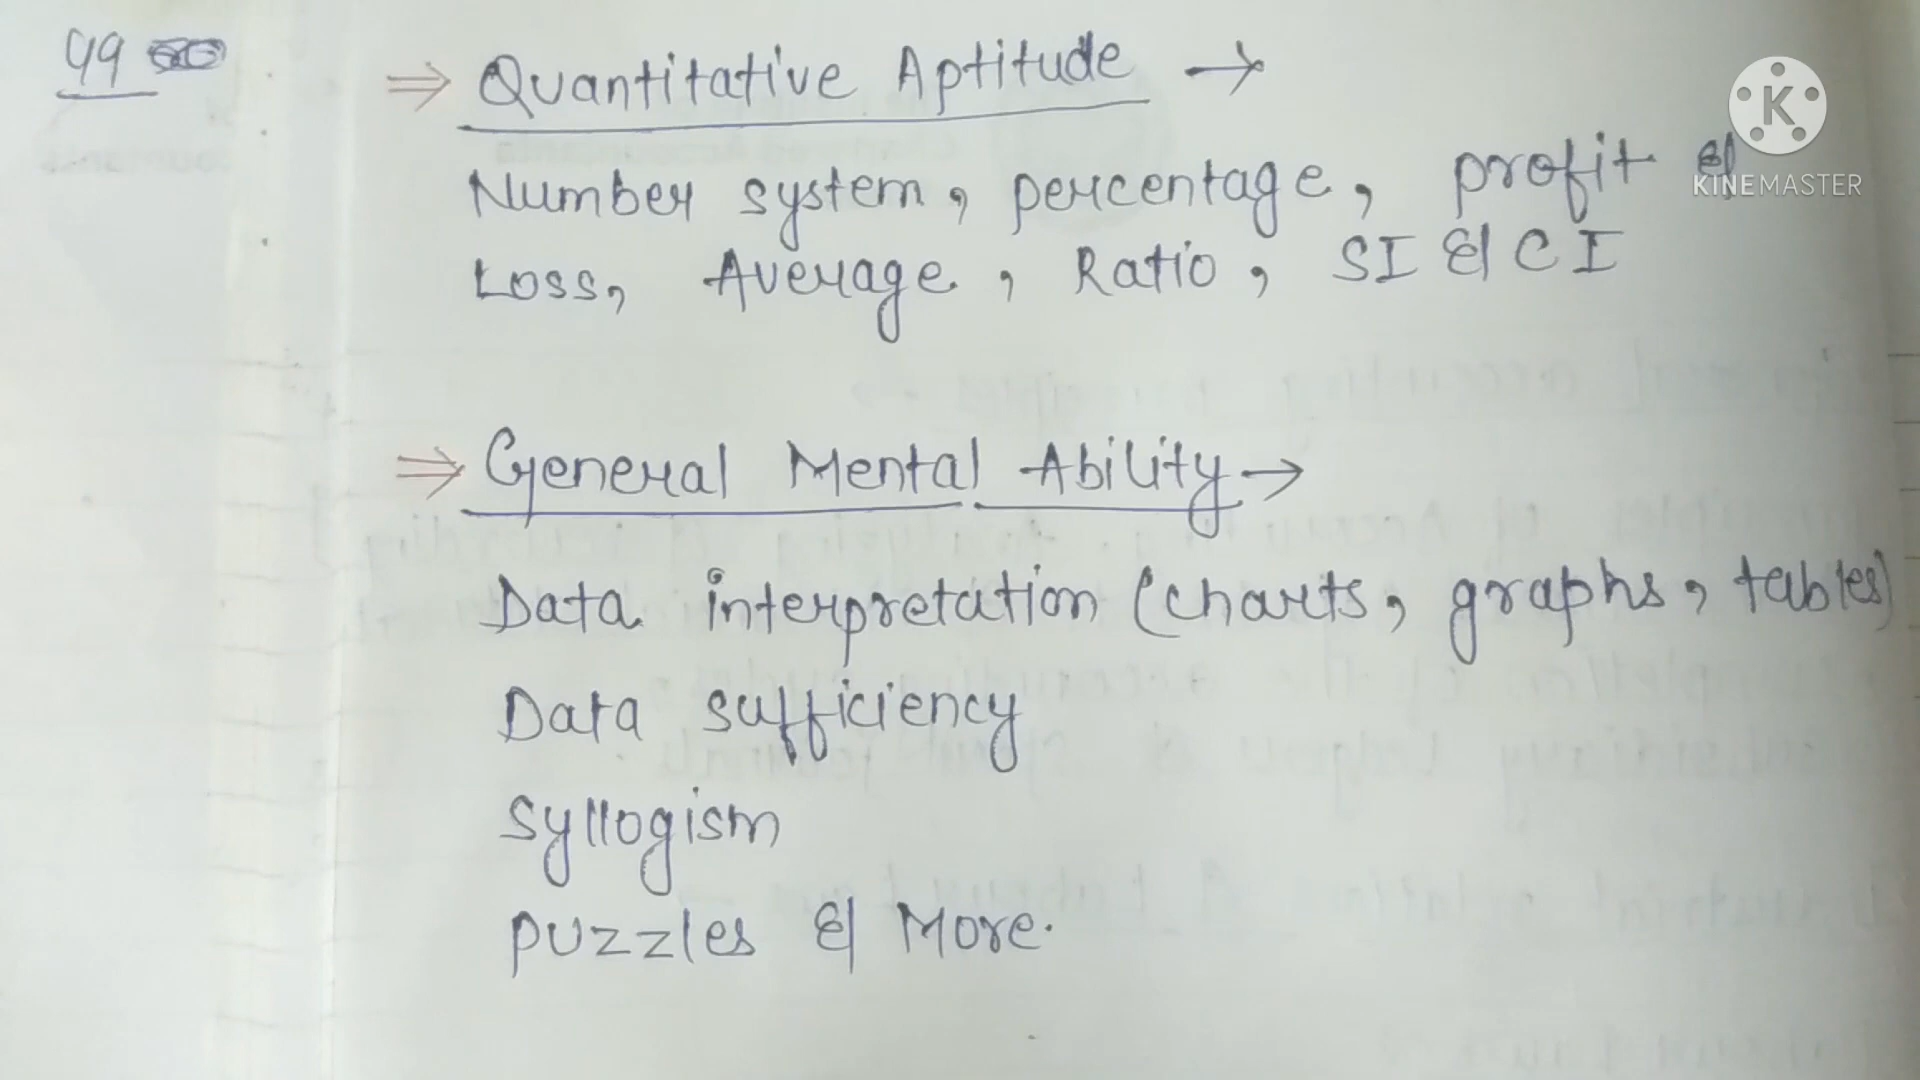 99
⇒ Quantitative Aptitude →
Number system, percentage, profit &
Loss, Average, Ratio, SI & CI
⇒ General Mental Ability →
Data interpretation (charts, graphs, tables)
Data sufficiency
syllogism
puzzles & More.
K
KINEMASTER